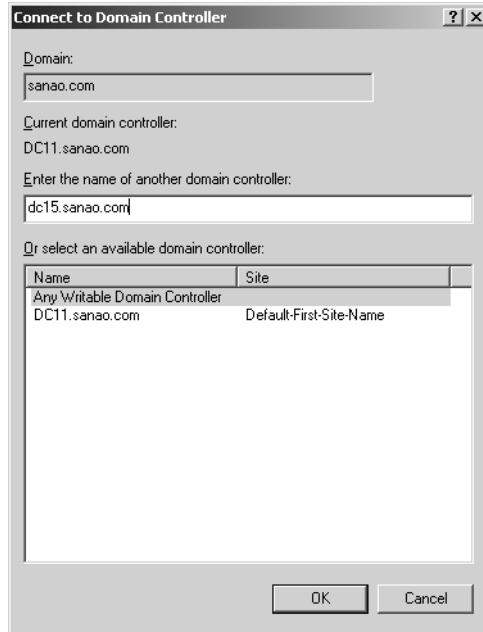 Connect to Domain Controller
Domain:
sanao.com
Current domain controller:
DC11.sanao.com
Enter the name of another domain controller:
dc15.sanao.com
Or select an available domain controller:
Name Site
Any Writable Domain Controller
DC11.sanao.com Default-First-Site-Name
OK Cancel